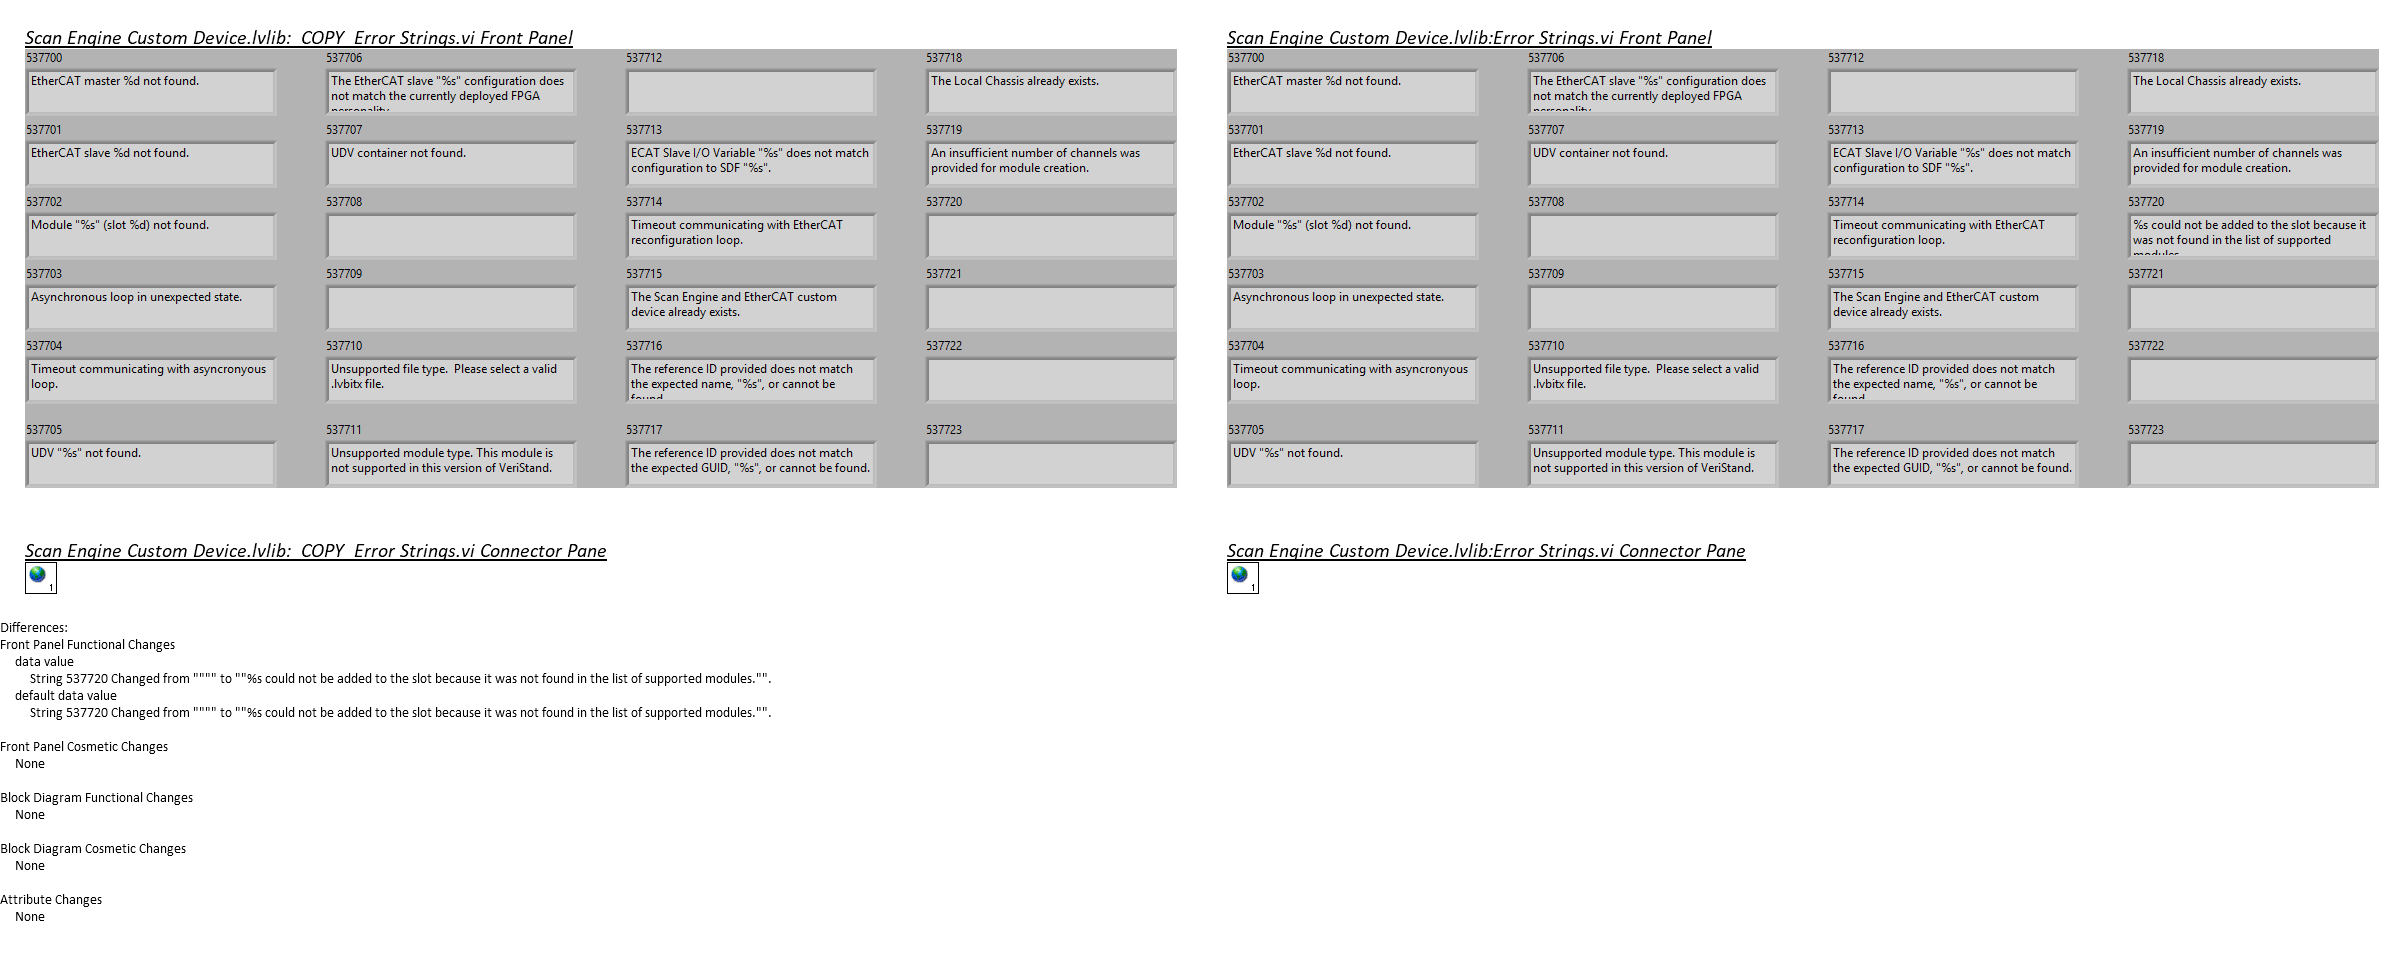 Scan Engine Custom Device.lvlib:_COPY_Error Strings.vi Front Panel
537700
EtherCAT master %d not found.
537706
The EtherCAT slave "%s" configuration does
not match the currently deployed FPGA
personality.
537712
537718
The Local Chassis already exists.
537701
EtherCAT slave %d not found.
537707
UDV container not found.
537713
ECAT Slave I/O Variable "%s" does not match
configuration to SDF "%s".
537719
An insufficient number of channels was
provided for module creation.
537702
Module "%s" (slot %d) not found.
537708
537714
Timeout communicating with EtherCAT
reconfiguration loop.
537720
537703
Asynchronous loop in unexpected state.
537709
537715
The Scan Engine and EtherCAT custom
device already exists.
537721
537704
Timeout communicating with asyncronyous
loop.
537710
Unsupported file type.  Please select a valid
.lvbitx file.
537716
The reference ID provided does not match
the expected name, "%s", or cannot be
found.
537722
537705
UDV "%s" not found.
537711
Unsupported module type. This module is
not supported in this version of VeriStand.
537717
The reference ID provided does not match
the expected GUID, "%s", or cannot be found.
537723
Scan Engine Custom Device.lvlib:Error Strings.vi Front Panel
537700
EtherCAT master %d not found.
537706
The EtherCAT slave "%s" configuration does
not match the currently deployed FPGA
personality.
537712
537718
The Local Chassis already exists.
537701
EtherCAT slave %d not found.
537707
UDV container not found.
537713
ECAT Slave I/O Variable "%s" does not match
configuration to SDF "%s".
537719
An insufficient number of channels was
provided for module creation.
537702
Module "%s" (slot %d) not found.
537708
537714
Timeout communicating with EtherCAT
reconfiguration loop.
537720
%s could not be added to the slot because it
was not found in the list of supported
modules.
537703
Asynchronous loop in unexpected state.
537709
537715
The Scan Engine and EtherCAT custom
device already exists.
537721
537704
Timeout communicating with asyncronyous
loop.
537710
Unsupported file type.  Please select a valid
.lvbitx file.
537716
The reference ID provided does not match
the expected name, "%s", or cannot be
found.
537722
537705
UDV "%s" not found.
537711
Unsupported module type. This module is
not supported in this version of VeriStand.
537717
The reference ID provided does not match
the expected GUID, "%s", or cannot be found.
537723
Scan Engine Custom Device.lvlib:_COPY_Error Strings.vi Connector Pane
1
Scan Engine Custom Device.lvlib:Error Strings.vi Connector Pane
1
Differences:
Front Panel Functional Changes
data value
String 537720 Changed from """" to ""%s could not be added to the slot because it was not found in the list of supported modules."".
default data value
String 537720 Changed from """" to ""%s could not be added to the slot because it was not found in the list of supported modules."".
Front Panel Cosmetic Changes
None
Block Diagram Functional Changes
None
Block Diagram Cosmetic Changes
None
Attribute Changes
None